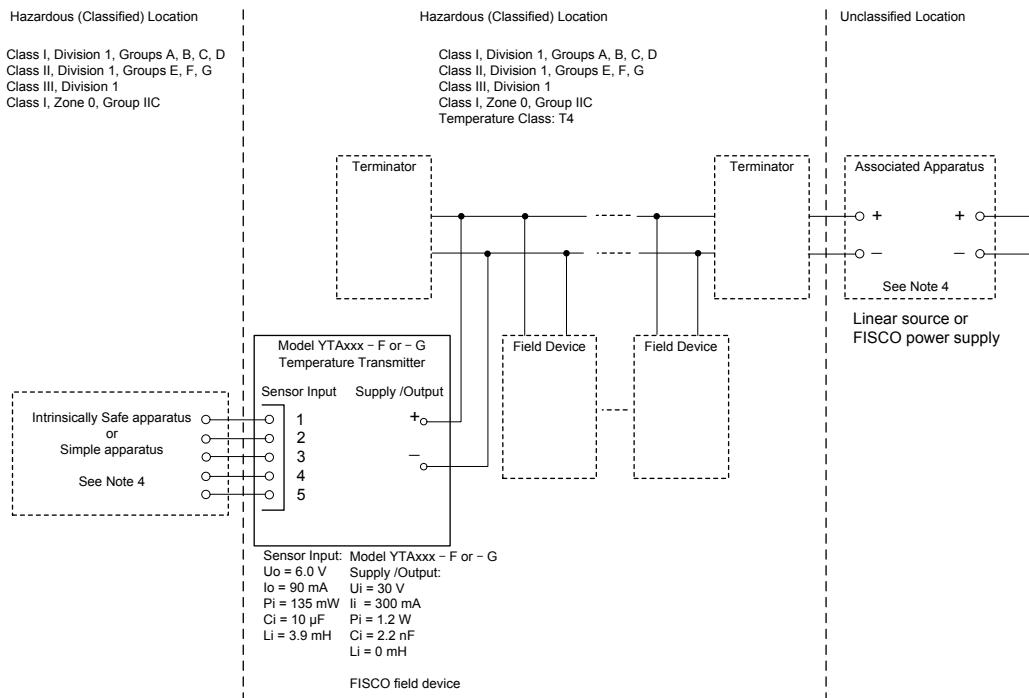 Hazardous (Classified) Location
Class I, Division 1, Groups A, B, C, D
Class II, Division 1, Groups E, F, G
Class III, Division 1
Class I, Zone 0, Group IIC
Hazardous (Classified) Location
Class I, Division 1, Groups A, B, C, D
Class II, Division 1, Groups E, F, G
Class III, Division 1
Class I, Zone 0, Group IIC
Temperature Class: T4
Unclassified Location
Terminator
Terminator
Associated Apparatus
+ +
− −
See Note 4
Linear source or
FISCO power supply
Model YTAxxx − F or − G
Temperature Transmitter
Sensor Input
Supply /Output
1
2
3
4
5
+
−
Field Device
Field Device
Intrinsically Safe apparatus
or
Simple apparatus
See Note 4
Sensor Input:
Uo = 6.0 V
Io = 90 mA
Pi = 135 mW
Ci = 10 µF
Li = 3.9 mH
Model YTAxxx − F or − G
Supply /Output:
Ui = 30 V
Ii = 300 mA
Pi = 1.2 W
Ci = 2.2 nF
Li = 0 mH
FISCO field device